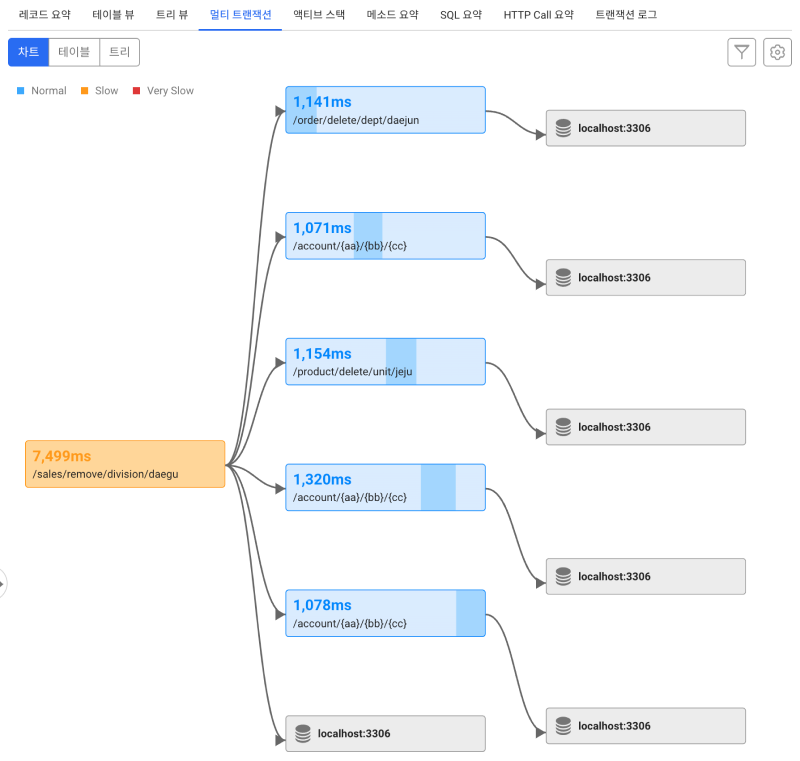 레코드 요약 테이블 뷰 트리 뷰 멀티 트랜잭션 액티브 스택 메소드 요약 SQL 요약 HTTP Call 요약 트랜잭션 로그
차트 테이블 트리
Normal Slow Very Slow
1,141ms
/order/delete/dept/daejun
localhost:3306
1,071ms
/account/{aa}/{bb}/{cc}
localhost:3306
1,154ms
/product/delete/unit/jeju
localhost:3306
7,499ms
/sales/remove/division/daegu
1,320ms
/account/{aa}/{bb}/{cc}
localhost:3306
1,078ms
/account/{aa}/{bb}/{cc}
localhost:3306
localhost:3306